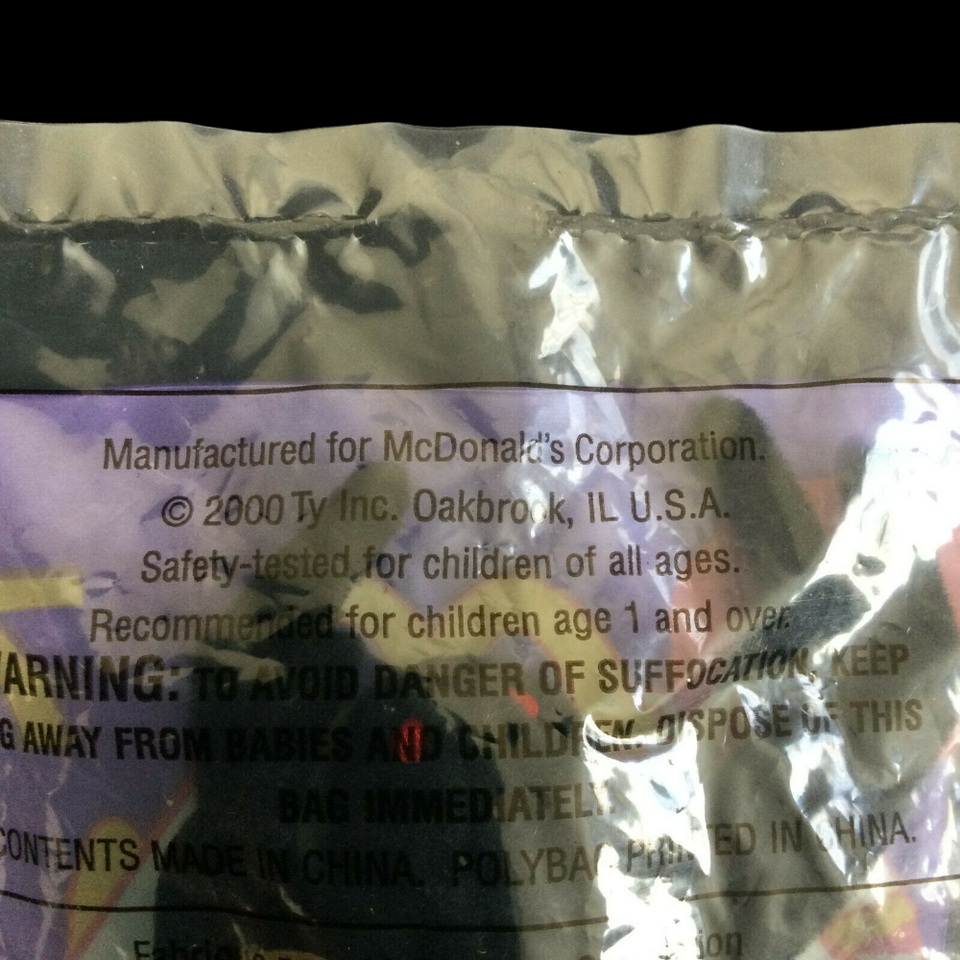 Manufactured for McDonald's Corporation.
© 2000 Ty Inc. Oakbrook, IL U.S.A.
Safety-tested for children of all ages.
Recommended for children age 1 and over.
WARNING: TO AVOID DANGER OF SUFFOCATION, KEEP
G AWAY FROM BABIES AND CHILDREN. DISPOSE OF THIS
BAG IMMEDIATELY.
CONTENTS MADE IN CHINA. POLYBAG PRINTED IN CHINA.